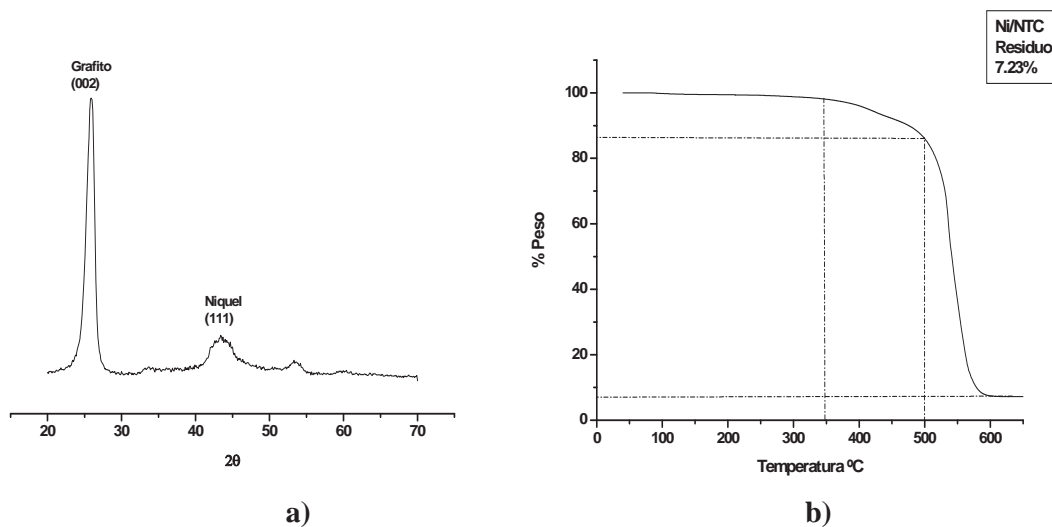 Grafito
(002)
Niquel
(111)
20 30 40 50 60 70
2θ
a)
Ni/NTC
Residuo
7.23%
100
80
60
40
20
0
% Peso
0 100 200 300 400 500 600
Temperatura ºC
b)